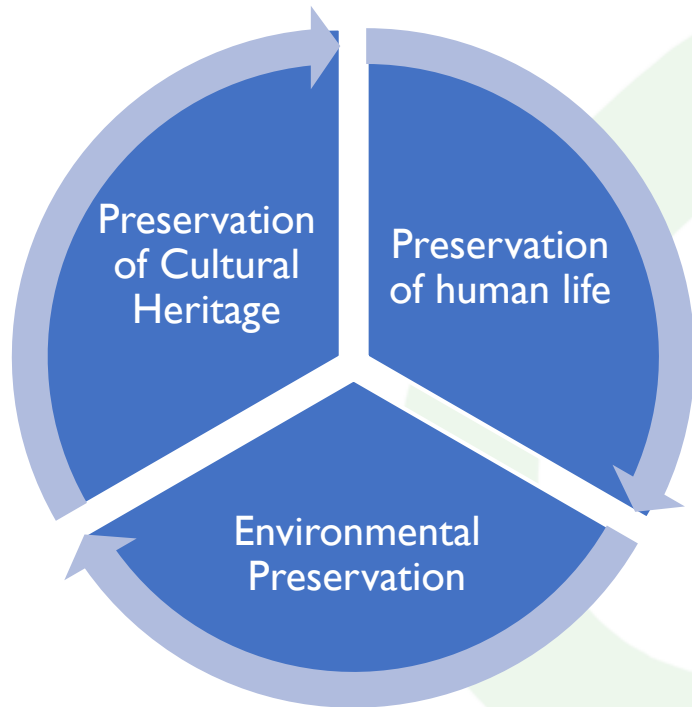 Preservation
of Cultural
Heritage
Preservation
of human life
Environmental
Preservation